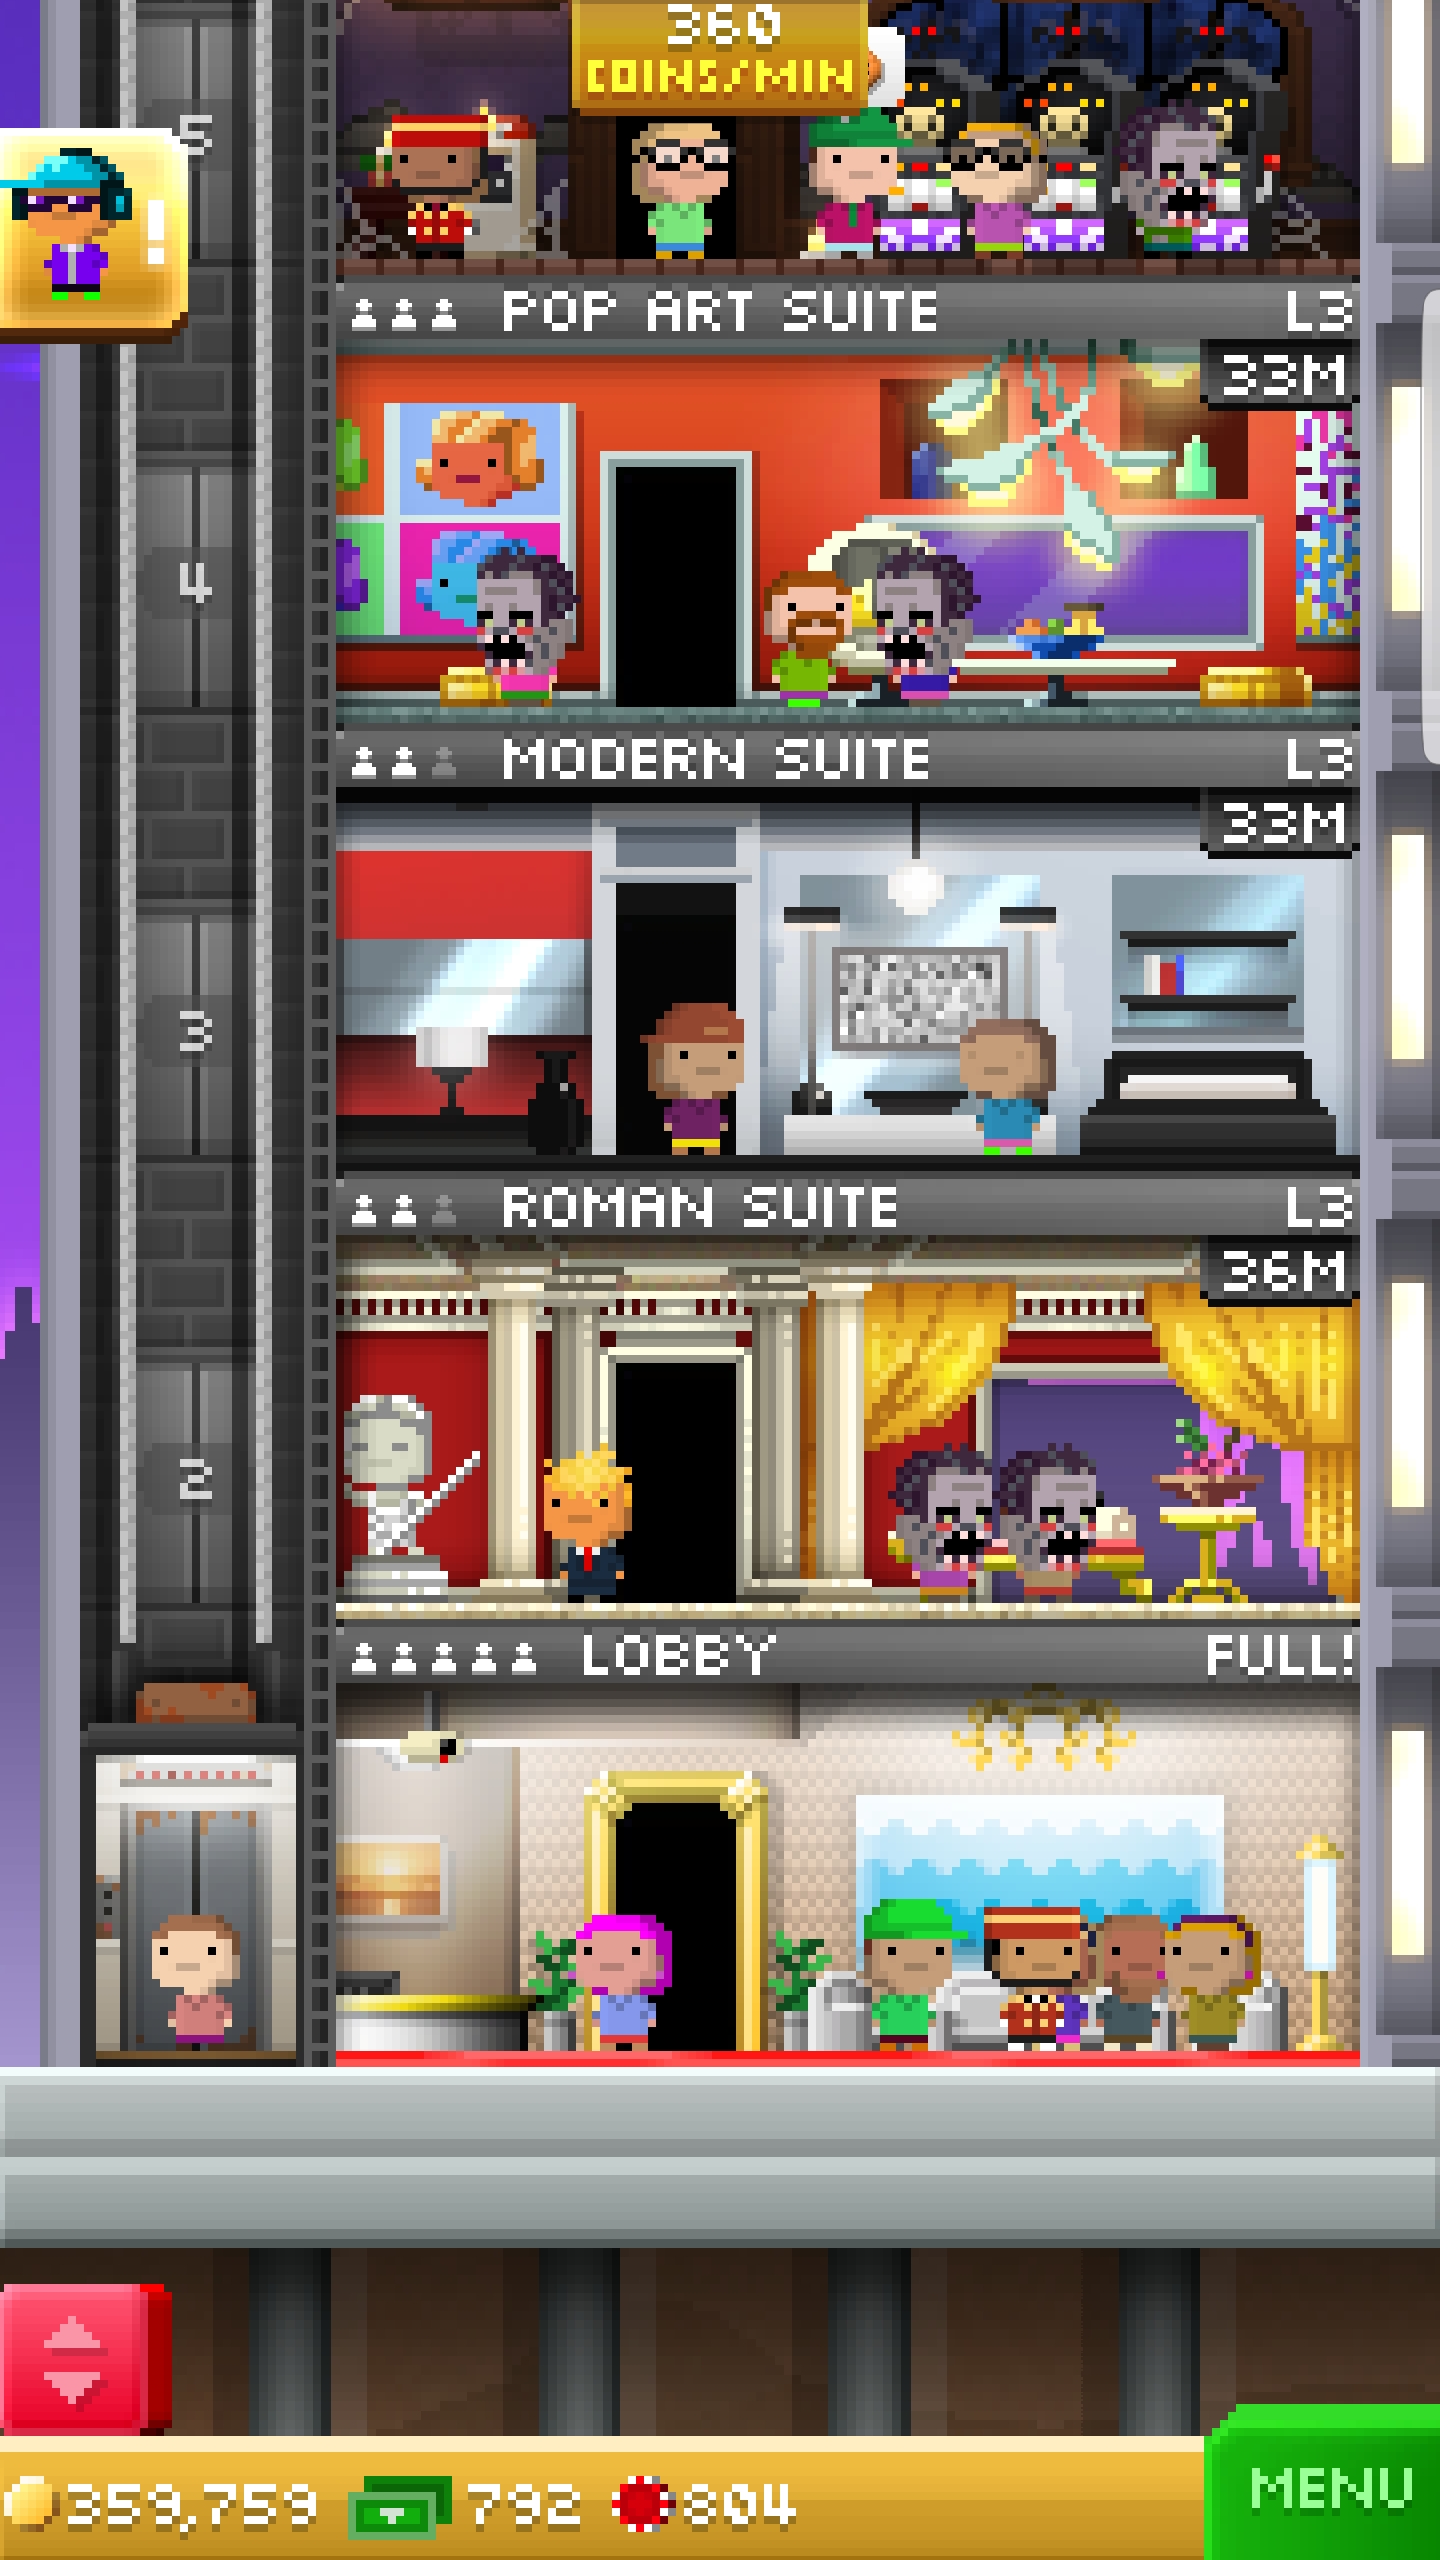 360
COINS/MIN
5
!
POP ART SUITE L3
33M
4
MODERN SUITE L3
33M
3
ROMAN SUITE L3
36M
2
LOBBY FULL!
359,759 792 804
MENU